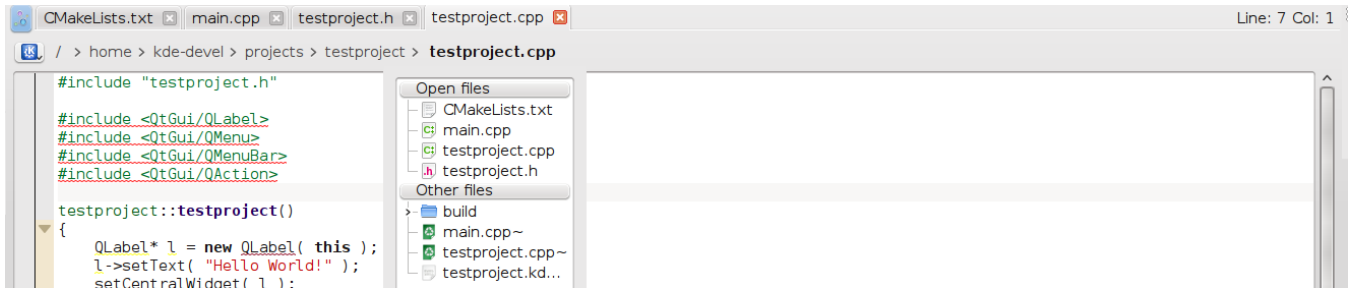 CMakeLists.txt main.cpp testproject.h testproject.cpp Line: 7 Col: 1
/ > home > kde-devel > projects > testproject > testproject.cpp
#include "testproject.h"
#include <QtGui/QLabel>
#include <QtGui/QMenu>
#include <QtGui/QMenuBar>
#include <QtGui/QAction>
testproject::testproject()
{
QLabel* l = new QLabel( this );
l->setText( "Hello World!" );
setCentralWidget( l );
Open files
CMakeLists.txt
main.cpp
testproject.cpp
testproject.h
Other files
build
main.cpp~
testproject.cpp~
testproject.kd...